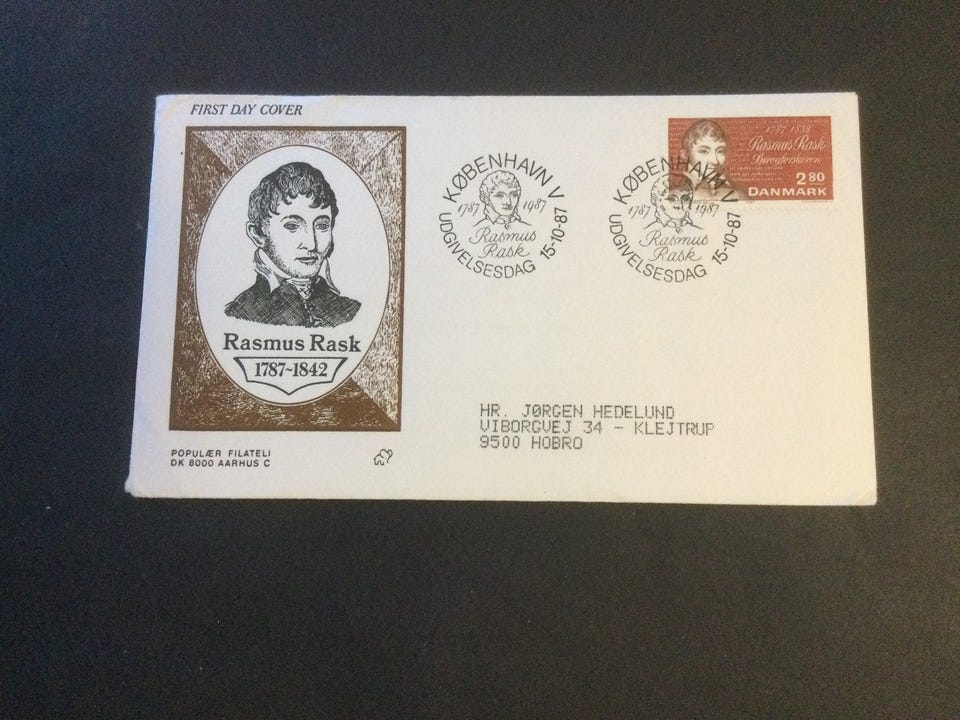 FIRST DAY COVER
Rasmus Rask
1787~1842
POPULÆR FILATELI
DK 8000 AARHUS C
KØBENHAVN V
1787 1987
Rasmus
Rask
UDGIVELSESDAG 15-10-87
KØBENHAVN V
1787 1987
Rasmus
Rask
UDGIVELSESDAG 15-10-87
1787-1832
Rasmus Rask
Sprogforskeren
2 80
DANMARK
HR. JØRGEN HEDELUND
VIBORGVEJ 34 - KLEJTRUP
9500 HOBRO